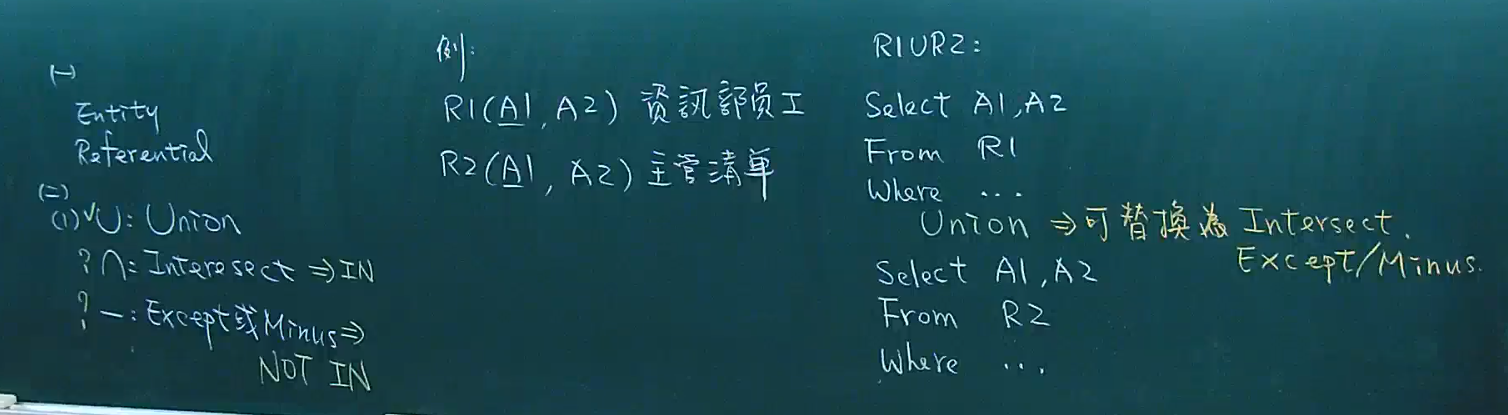 (一)
Entity
Referential
(二)
(1)✓∪: Union
? ∩: Interesect ⇒ IN
? —: Except或Minus ⇒
NOT IN
例:
R1(A1, A2) 資訊部員工
R2(A1, A2) 主管清單
R1∪R2:
Select A1,A2
From R1
Where ...
Union ⇒ 可替換為 Intersect.
Except/Minus.
Select A1,A2
From R2
Where ...